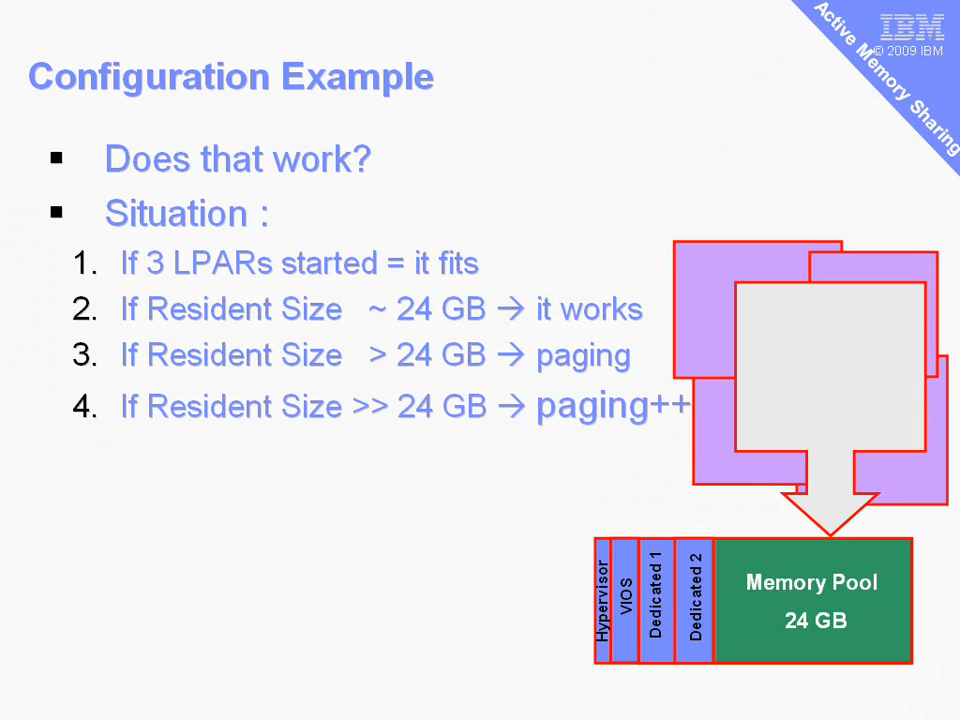 IBM
© 2009 IBM
Active Memory Sharing
Configuration Example
▪ Does that work?
▪ Situation :
1. If 3 LPARs started = it fits
2. If Resident Size ~ 24 GB → it works
3. If Resident Size > 24 GB → paging
4. If Resident Size >> 24 GB → paging++
Hypervisor
VIOS
Dedicated 1
Dedicated 2
Memory Pool
24 GB